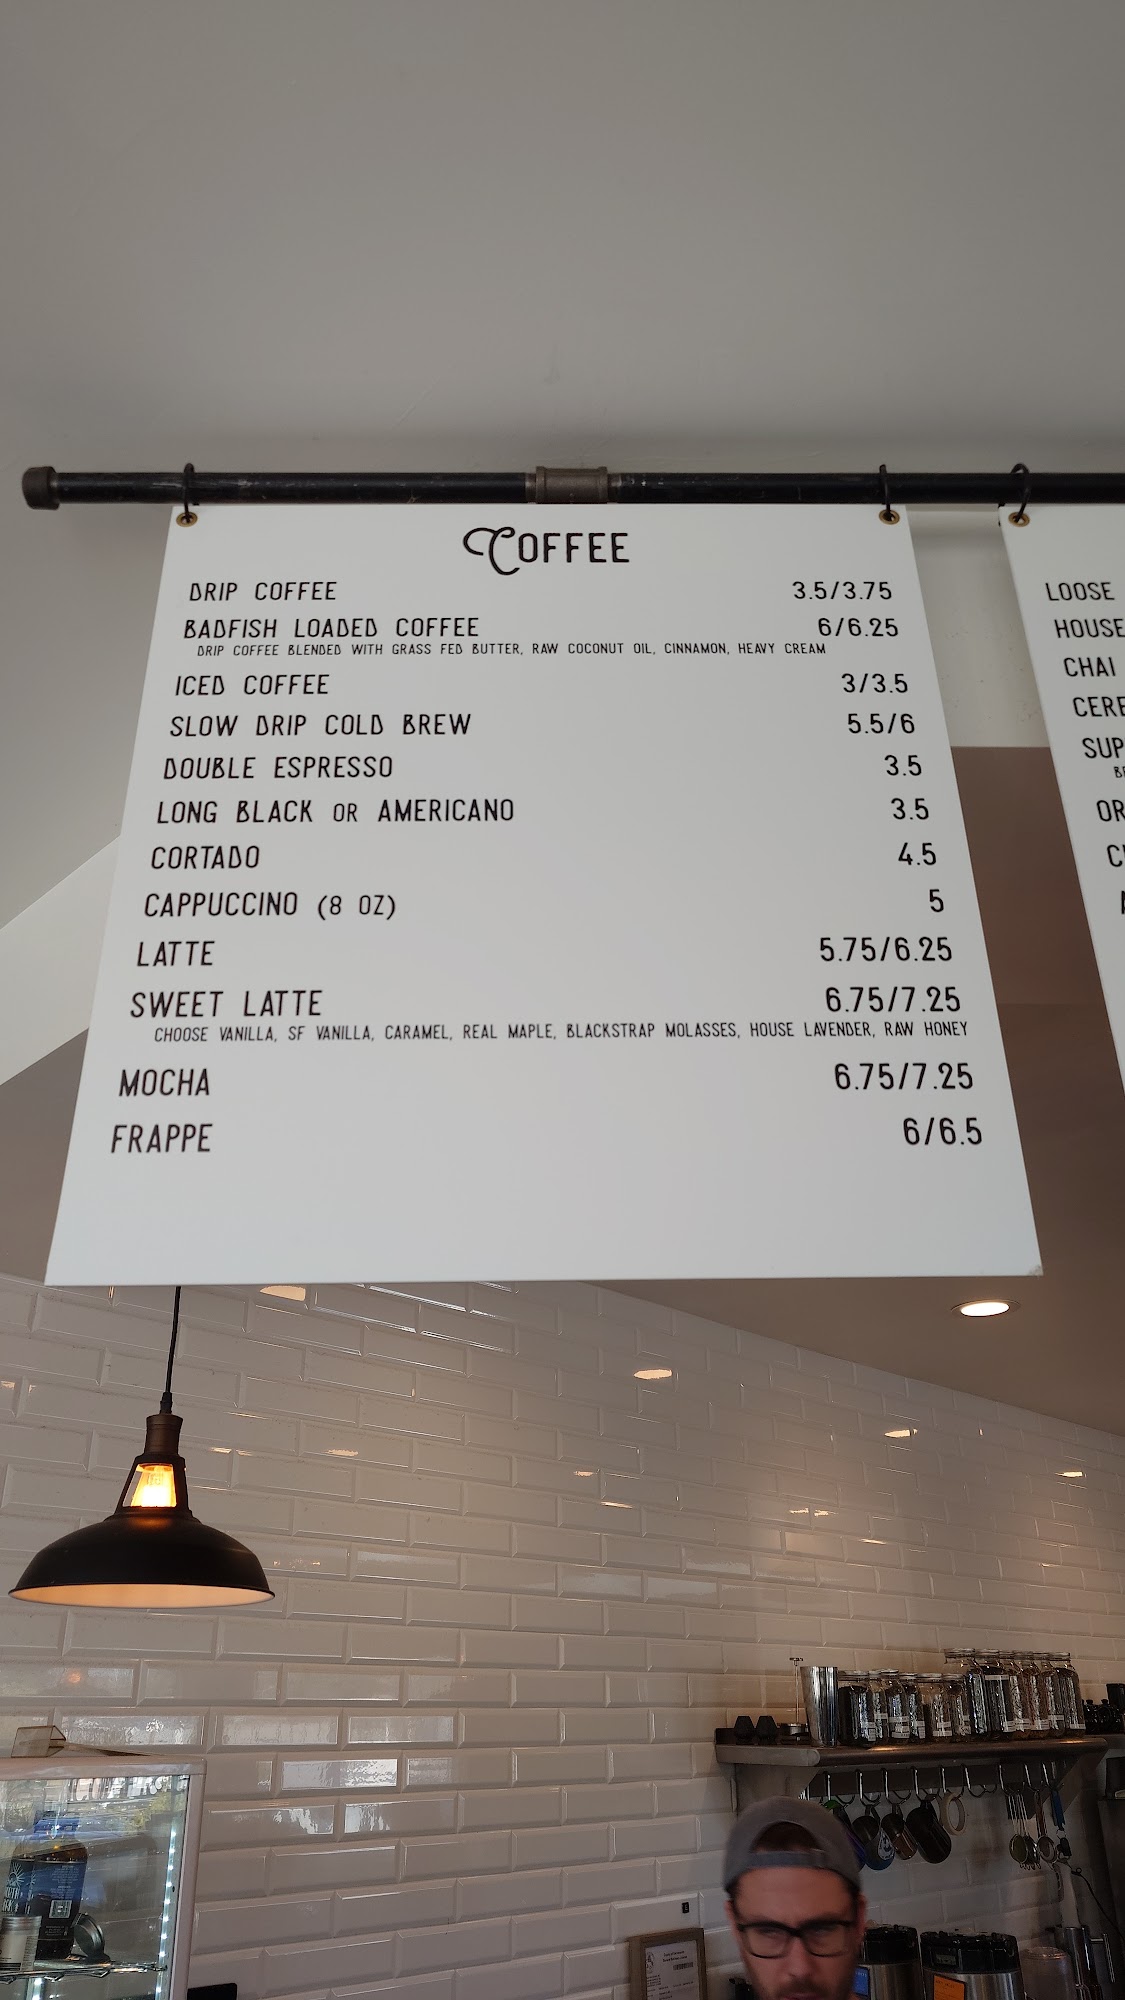 COFFEE
DRIP COFFEE 3.5/3.75
BADFISH LOADED COFFEE 6/6.25
DRIP COFFEE BLENDED WITH GRASS FED BUTTER, RAW COCONUT OIL, CINNAMON, HEAVY CREAM
ICED COFFEE 3/3.5
SLOW DRIP COLD BREW 5.5/6
DOUBLE ESPRESSO 3.5
LONG BLACK OR AMERICANO 3.5
CORTADO 4.5
CAPPUCCINO (8 OZ) 5
LATTE 5.75/6.25
SWEET LATTE 6.75/7.25
CHOOSE VANILLA, SF VANILLA, CARAMEL, REAL MAPLE, BLACKSTRAP MOLASSES, HOUSE LAVENDER, RAW HONEY
MOCHA 6.75/7.25
FRAPPE 6/6.5
LOOSE
HOUSE
CHAI